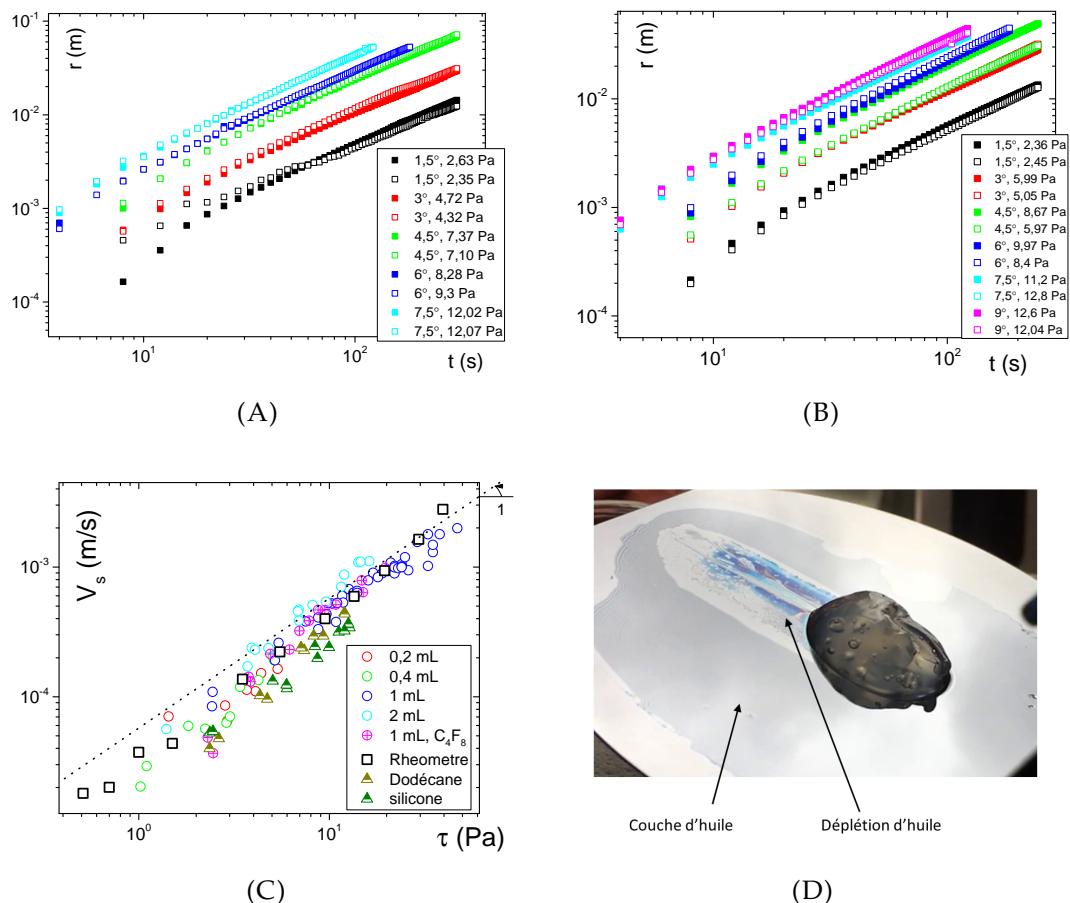 r (m)
10⁻¹
10⁻²
10⁻³
10⁻⁴
10¹
10²
t (s)
1,5°, 2,63 Pa
1,5°, 2,35 Pa
3°, 4,72 Pa
3°, 4,32 Pa
4,5°, 7,37 Pa
4,5°, 7,10 Pa
6°, 8,28 Pa
6°, 9,3 Pa
7,5°, 12,02 Pa
7,5°, 12,07 Pa
(A)
r (m)
10⁻²
10⁻³
10⁻⁴
10¹
10²
t (s)
1,5°, 2,36 Pa
1,5°, 2,45 Pa
3°, 5,99 Pa
3°, 5,05 Pa
4,5°, 8,67 Pa
4,5°, 5,97 Pa
6°, 9,97 Pa
6°, 8,4 Pa
7,5°, 11,2 Pa
7,5°, 12,8 Pa
9°, 12,6 Pa
9°, 12,04 Pa
(B)
V_s (m/s)
10⁻³
10⁻⁴
10⁰
10¹
τ (Pa)
1
0,2 mL
0,4 mL
1 mL
2 mL
1 mL, C₄F₈
Rheometre
Dodécane
silicone
(C)
Couche d'huile
Déplétion d'huile
(D)